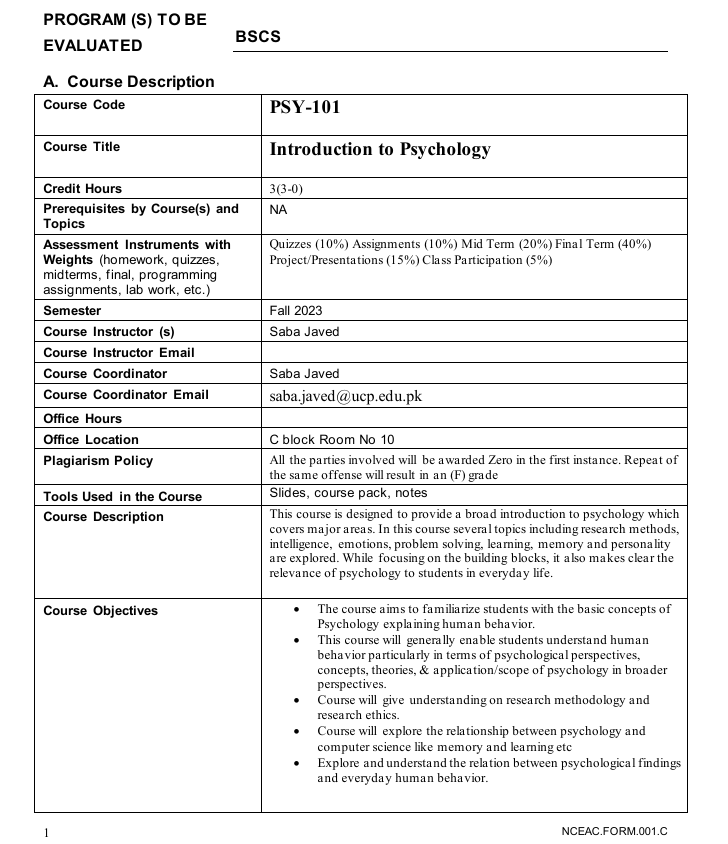 PROGRAM (S) TO BE
EVALUATED
BSCS
A. Course Description
Course Code
PSY-101
Course Title
Introduction to Psychology
Credit Hours
3(3-0)
Prerequisites by Course(s) and
Topics
NA
Assessment Instruments with
Weights (homework, quizzes,
midterms, final, programming
assignments, lab work, etc.)
Quizzes (10%) Assignments (10%) Mid Term (20%) Final Term (40%)
Project/Presentations (15%) Class Participation (5%)
Semester
Fall 2023
Course Instructor (s)
Saba Javed
Course Instructor Email
Course Coordinator
Saba Javed
Course Coordinator Email
saba.javed@ucp.edu.pk
Office Hours
Office Location
C block Room No 10
Plagiarism Policy
All the parties involved will be awarded Zero in the first instance. Repeat of
the same offense will result in an (F) grade
Tools Used in the Course
Slides, course pack, notes
Course Description
This course is designed to provide a broad introduction to psychology which
covers major areas. In this course several topics including research methods,
intelligence, emotions, problem solving, learning, memory and personality
are explored. While focusing on the building blocks, it also makes clear the
relevance of psychology to students in everyday life.
Course Objectives
• The course aims to familiarize students with the basic concepts of
Psychology explaining human behavior.
• This course will generally enable students understand human
behavior particularly in terms of psychological perspectives,
concepts, theories, & application/scope of psychology in broader
perspectives.
• Course will give understanding on research methodology and
research ethics.
• Course will explore the relationship between psychology and
computer science like memory and learning etc
• Explore and understand the relation between psychological findings
and everyday human behavior.
1
NCEAC.FORM.001.C